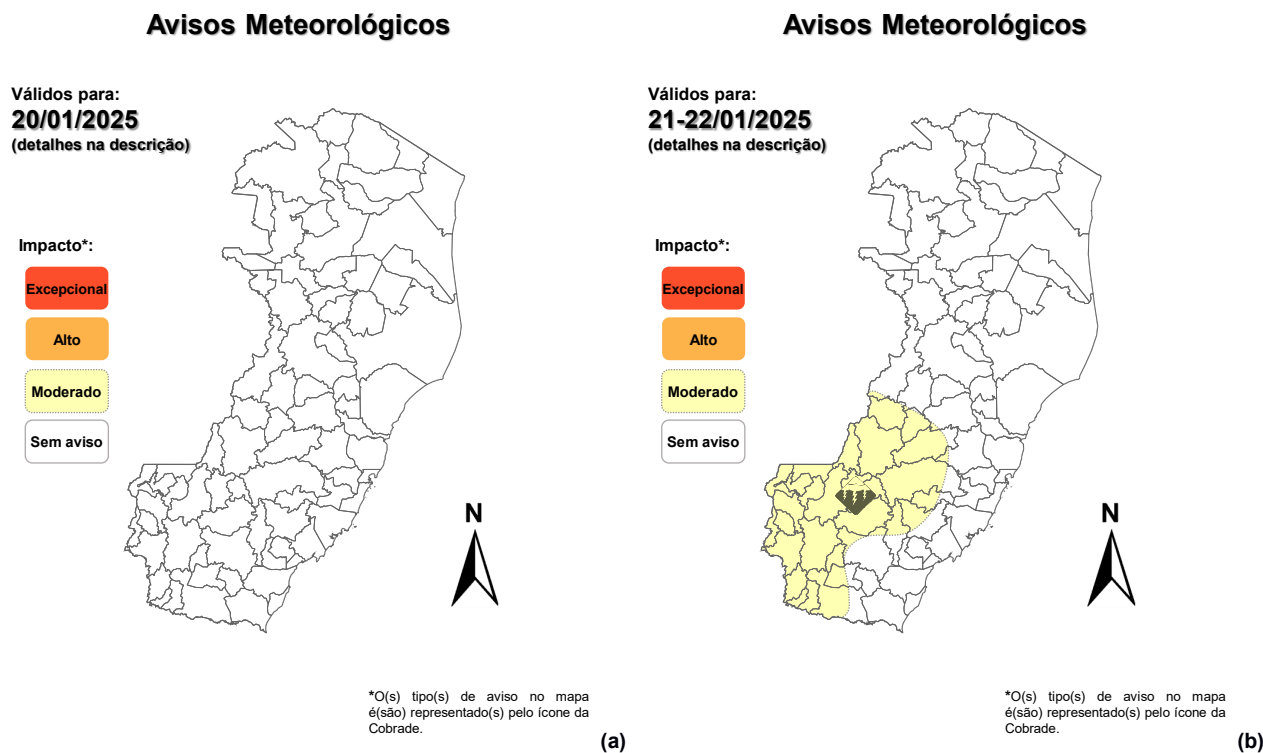 Avisos Meteorológicos
Válidos para:
20/01/2025
(detalhes na descrição)
Impacto*:
Excepcional
Alto
Moderado
Sem aviso
N
*O(s) tipo(s) de aviso no mapa
é(são) representado(s) pelo ícone da
Cobrade.
(a)
Avisos Meteorológicos
Válidos para:
21-22/01/2025
(detalhes na descrição)
Impacto*:
Excepcional
Alto
Moderado
Sem aviso
N
*O(s) tipo(s) de aviso no mapa
é(são) representado(s) pelo ícone da
Cobrade.
(b)